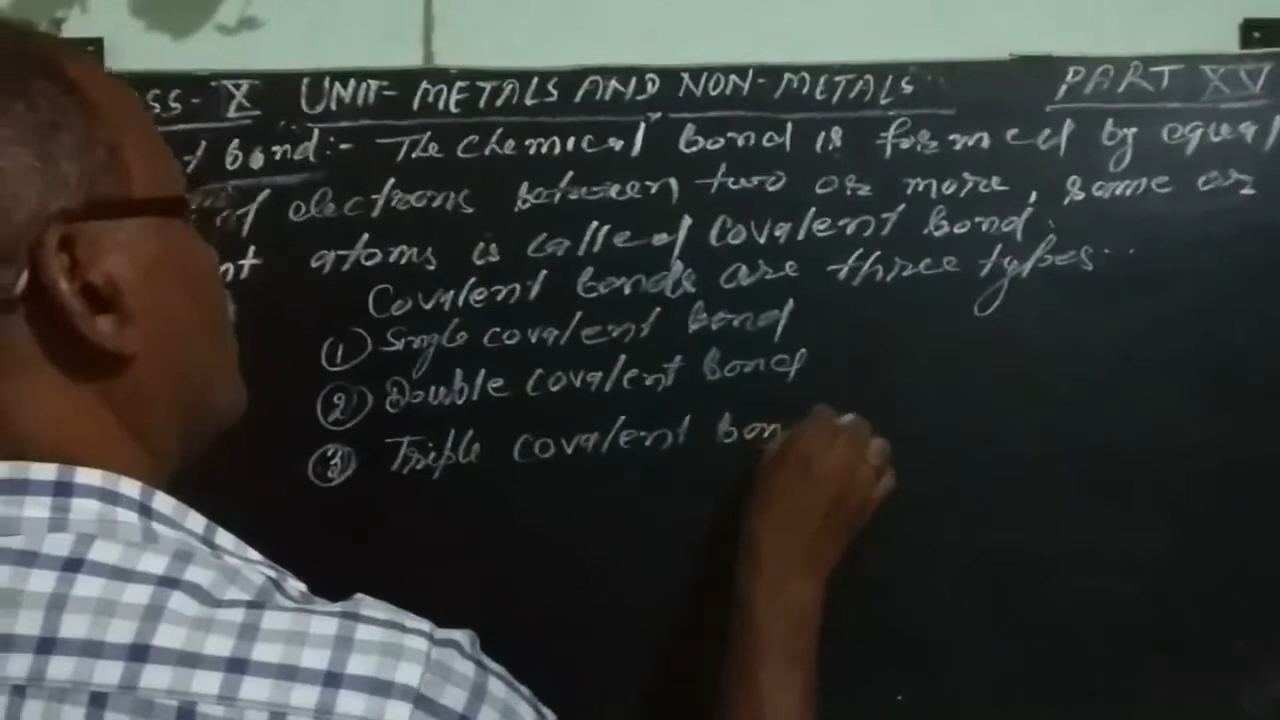 SS- X UNIT- METALS AND NON-METALS PART XV
t bond:- The chemical bond is formed by equal
of electrons between two or more, same or
nt atoms is called covalent bond.
Covalent bonds are three types...
① Single covalent bond
② Double covalent bond
③ Triple covalent bon